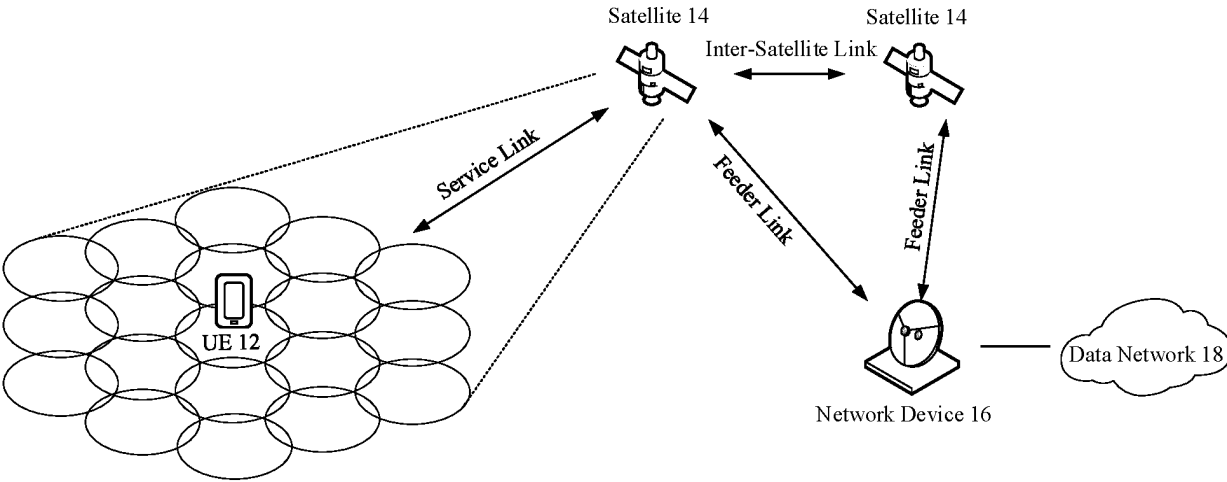 Satellite 14
Satellite 14
Inter-Satellite Link
Service Link
Feeder Link
Feeder Link
UE 12
Data Network 18
Network Device 16